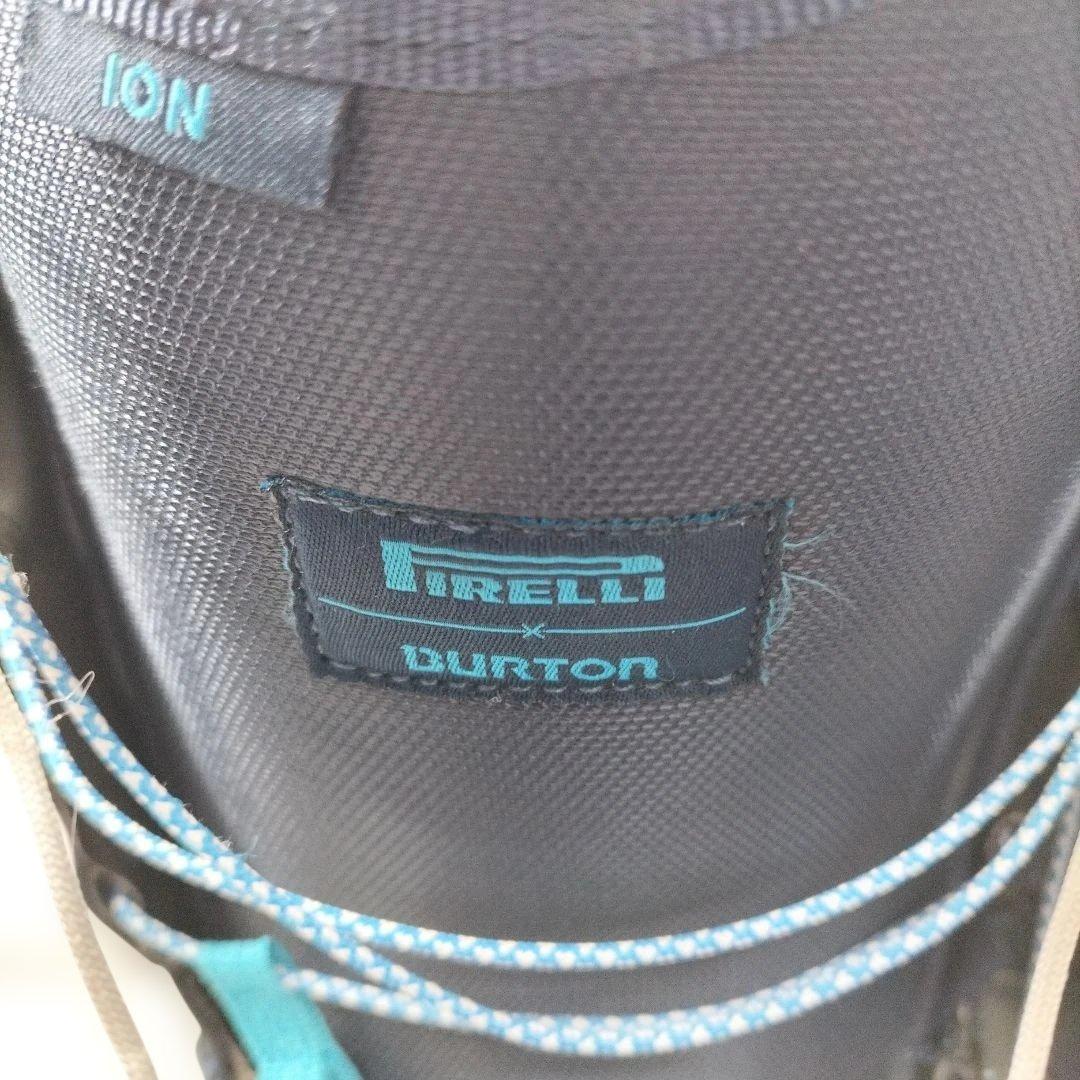 ION
PIRELLI
×
BURTON